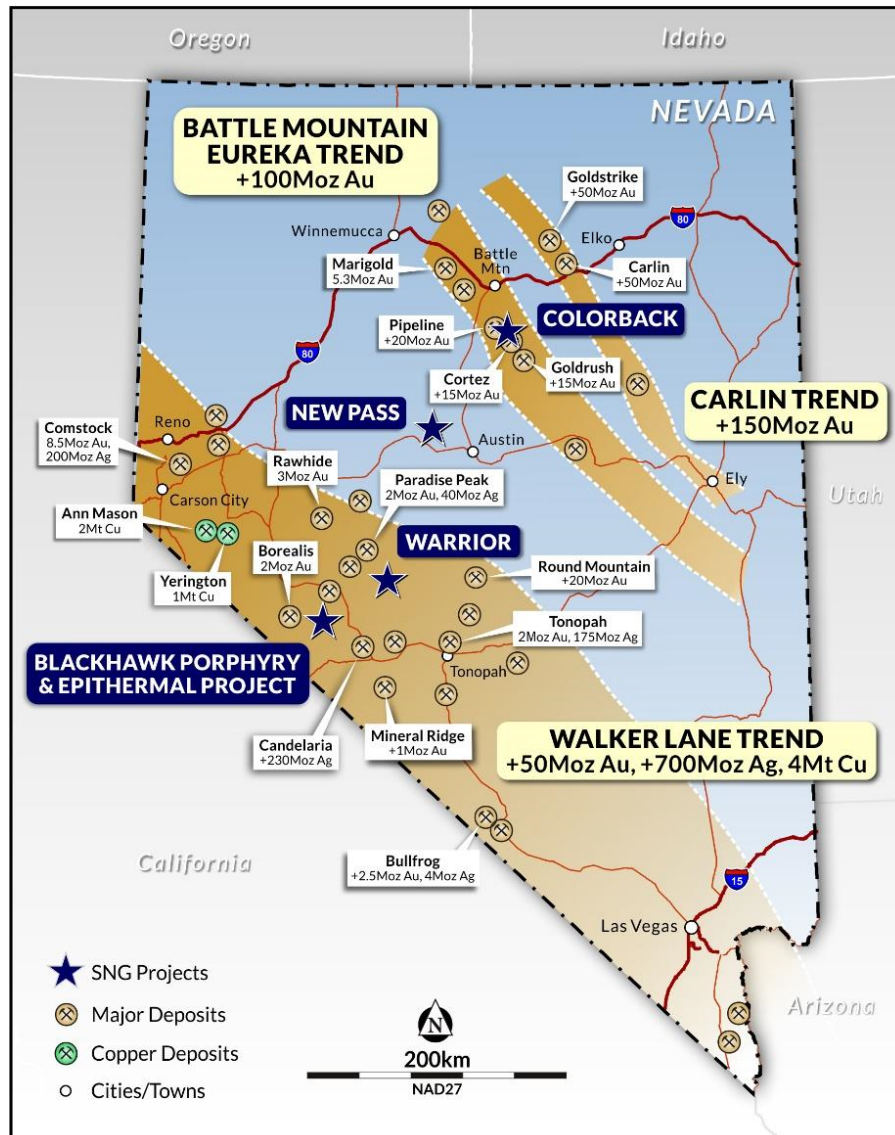 Oregon
Idaho
NEVADA
BATTLE MOUNTAIN
EUREKA TREND
+100Moz Au
Goldstrike
+50Moz Au
Winnemucca
Elko
80
Battle
Mtn
Marigold
5.3Moz Au
Carlin
+50Moz Au
COLORBACK
Pipeline
+20Moz Au
80
Cortez
+15Moz Au
Goldrush
+15Moz Au
NEW PASS
CARLIN TREND
+150Moz Au
Comstock
8.5Moz Au,
200Moz Ag
Reno
Austin
Rawhide
3Moz Au
Paradise Peak
2Moz Au, 40Moz Ag
Ely
Utah
Carson City
Ann Mason
2Mt Cu
WARRIOR
Borealis
2Moz Au
Yerington
1Mt Cu
Round Mountain
+20Moz Au
Tonopah
2Moz Au, 175Moz Ag
BLACKHAWK PORPHYRY
& EPITHERMAL PROJECT
Tonopah
Candelaria
+230Moz Ag
Mineral Ridge
+1Moz Au
WALKER LANE TREND
+50Moz Au, +700Moz Ag, 4Mt Cu
California
Bullfrog
+2.5Moz Au, 4Moz Ag
15
Las Vegas
Arizona
SNG Projects
Major Deposits
Copper Deposits
Cities/Towns
N
200km
NAD27